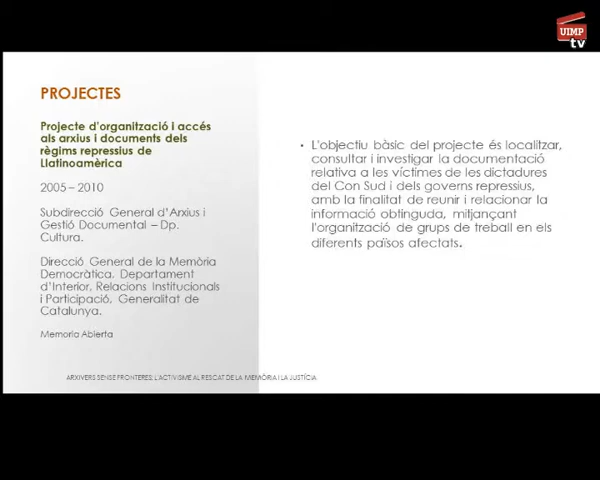 UIMP
tv
PROJECTES
Projecte d'organització i accés
als arxius i documents dels
règims repressius de
Llatinoamèrica
2005 – 2010
Subdirecció General d'Arxius i
Gestió Documental – Dp.
Cultura.
Direcció General de la Memòria
Democràtica. Departament
d'Interior, Relacions Institucionals
i Participació, Generalitat de
Catalunya.
Memoria Abierta
• L'objectiu bàsic del projecte és localitzar,
consultar i investigar la documentació
relativa a les víctimes de les dictadures
del Con Sud i dels governs repressius,
amb la finalitat de reunir i relacionar la
informació obtinguda, mitjançant
l'organització de grups de treball en els
diferents països afectats.
ARXIVERS SENSE FRONTERES: L'ACTIVISME AL RESCAT DE LA MEMÒRIA I LA JUSTÍCIA